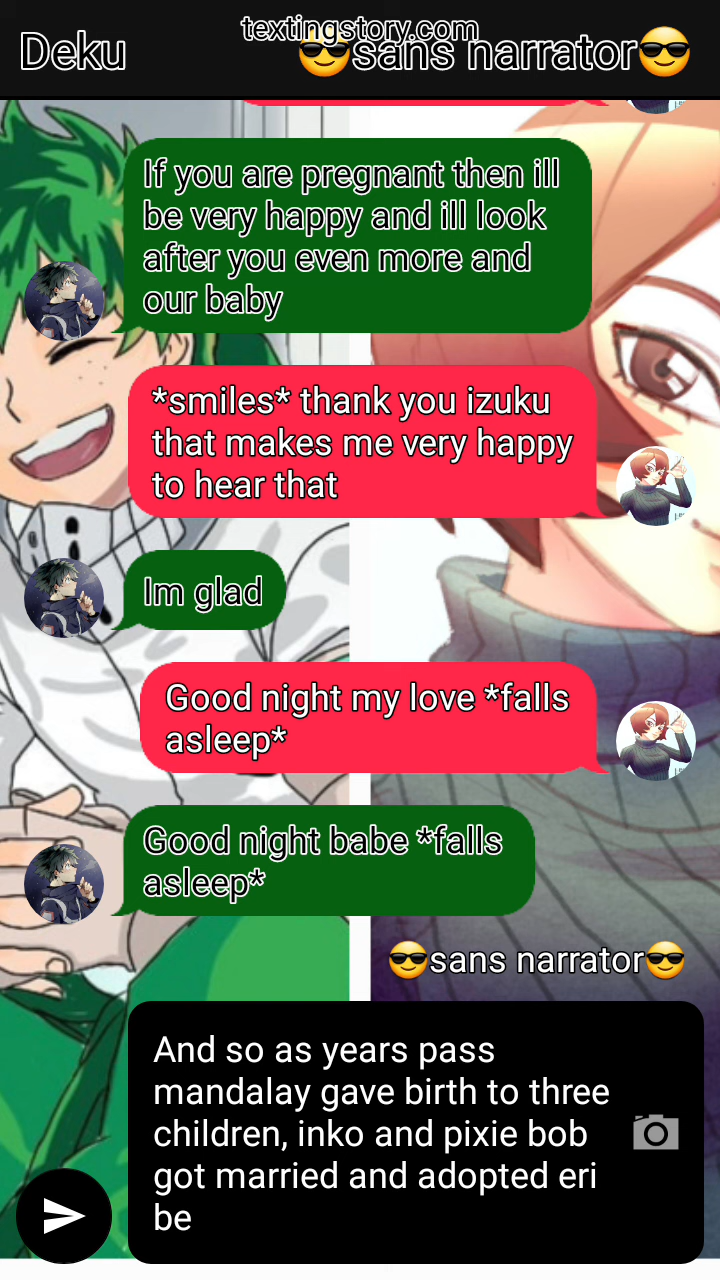 textingstory.com
Deku
😎sans narrator😎
If you are pregnant then ill
be very happy and ill look
after you even more and
our baby
*smiles* thank you izuku
that makes me very happy
to hear that
Im glad
Good night my love *falls
asleep*
Good night babe *falls
asleep*
😎sans narrator😎
And so as years pass
mandalay gave birth to three
children, inko and pixie bob
got married and adopted eri
be